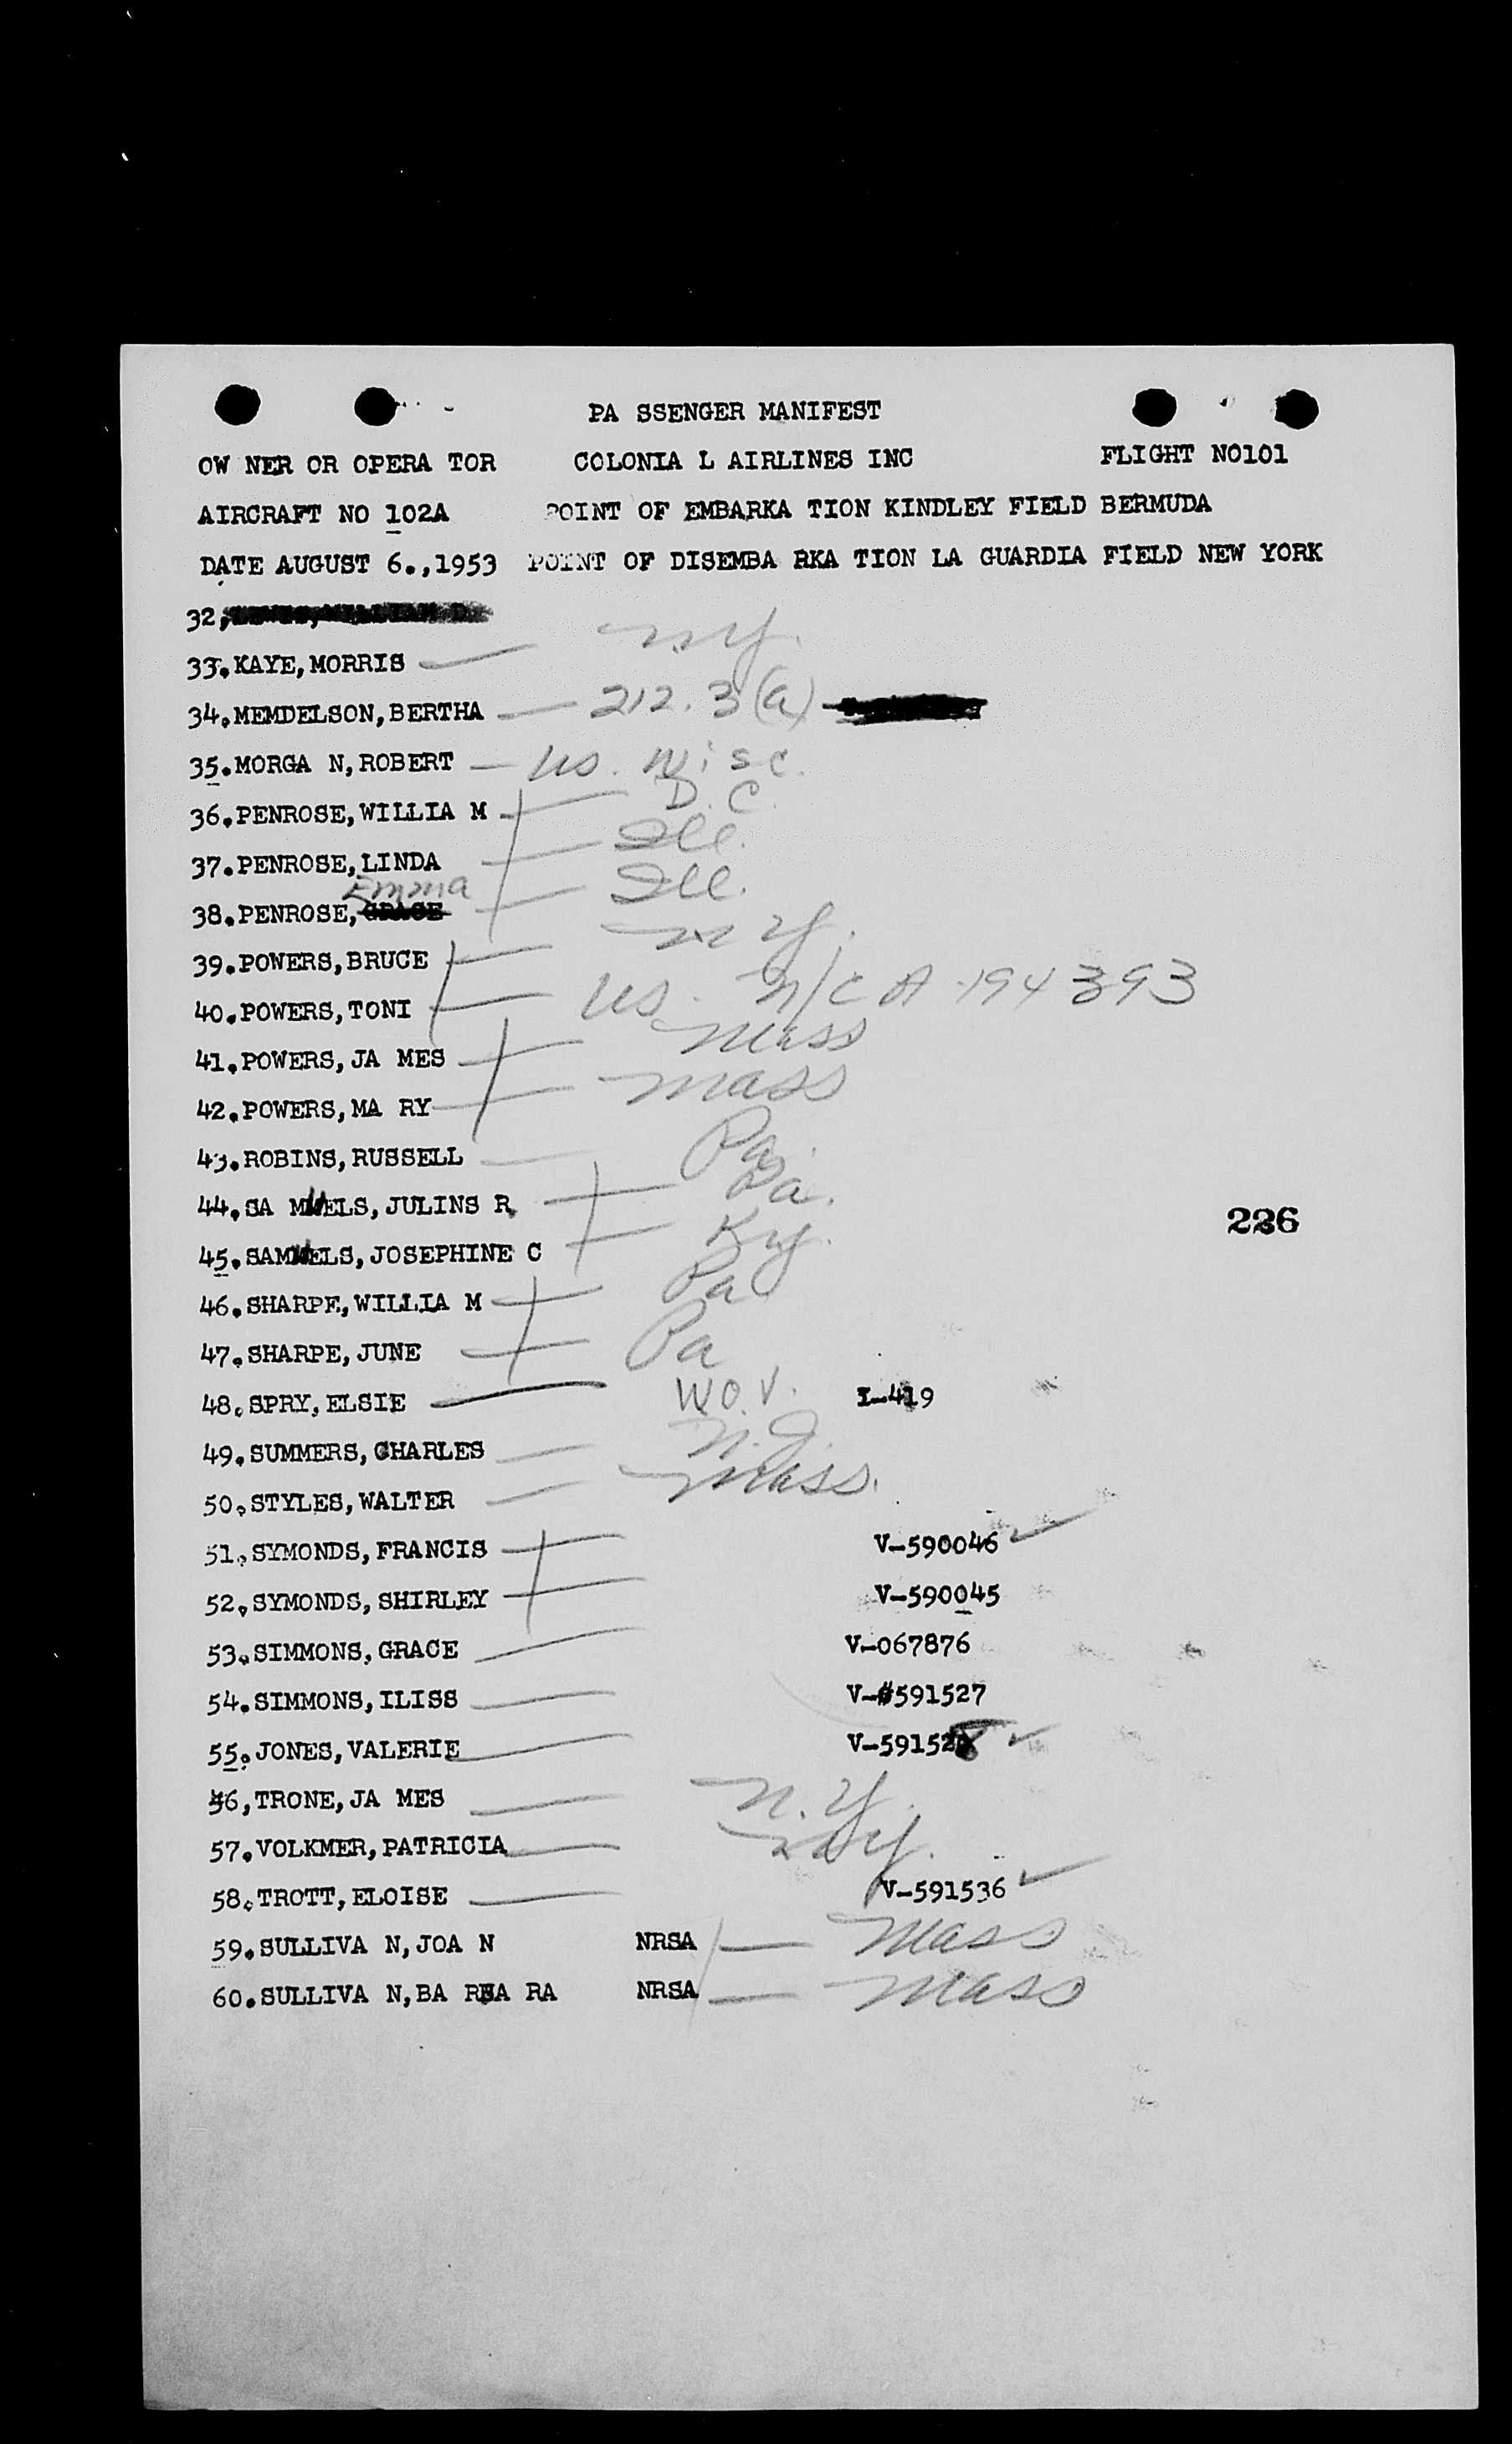 PA SSENGER MANIFEST
OW NER OR OPERA TOR COLONIA L AIRLINES INC FLIGHT NO101
AIRCRAFT NO 102A POINT OF EMBARKA TION KINDLEY FIELD BERMUDA
DATE AUGUST 6.,1953 POINT OF DISEMBA RKA TION LA GUARDIA FIELD NEW YORK
32,
33.KAYE,MORRIS n.y.
34.MEMDELSON,BERTHA 212.3(a)
35.MORGA N,ROBERT US. Wisc.
36.PENROSE,WILLIA M D.C.
37.PENROSE,LINDA Ill.
38.PENROSE, Emma GRACE Ill.
39.POWERS,BRUCE n y.
40.POWERS,TONI US. N/C A-194393
41.POWERS,JA MES Mass
42.POWERS,MA RY Mass
43.ROBINS,RUSSELL Pa.
44.SA MUELS,JULINS R. Pa.
45.SAMUELS,JOSEPHINE C Ky.
46.SHARPE,WILLIA M Pa
47.SHARPE,JUNE Pa
48.SPRY,ELSIE W.O.V. I-419
49.SUMMERS,CHARLES N.J.
50.STYLES,WALTER Mass.
51.SYMONDS,FRANCIS V-590046
52.SYMONDS,SHIRLEY V-590045
53.SIMMONS,GRACE V-067876
54.SIMMONS,ILISS V-#591527
55.JONES,VALERIE V-591528
56,TRONE,JA MES N.Y.
57.VOLKMER,PATRICIA N.Y.
58.TROTT,ELOISE V-591536
59.SULLIVA N,JOA N NRSA Mass
60.SULLIVA N,BA RBA RA NRSA Mass
226